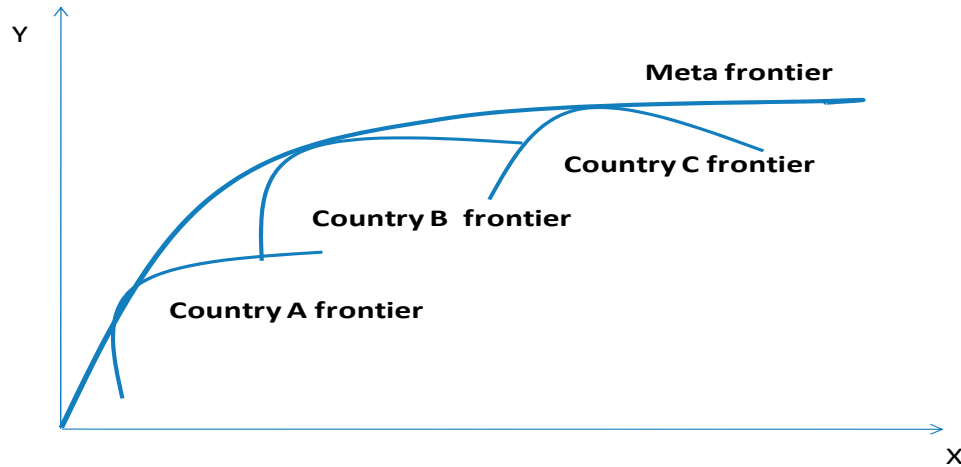 Y
Meta frontier
Country C frontier
Country B frontier
Country A frontier
X